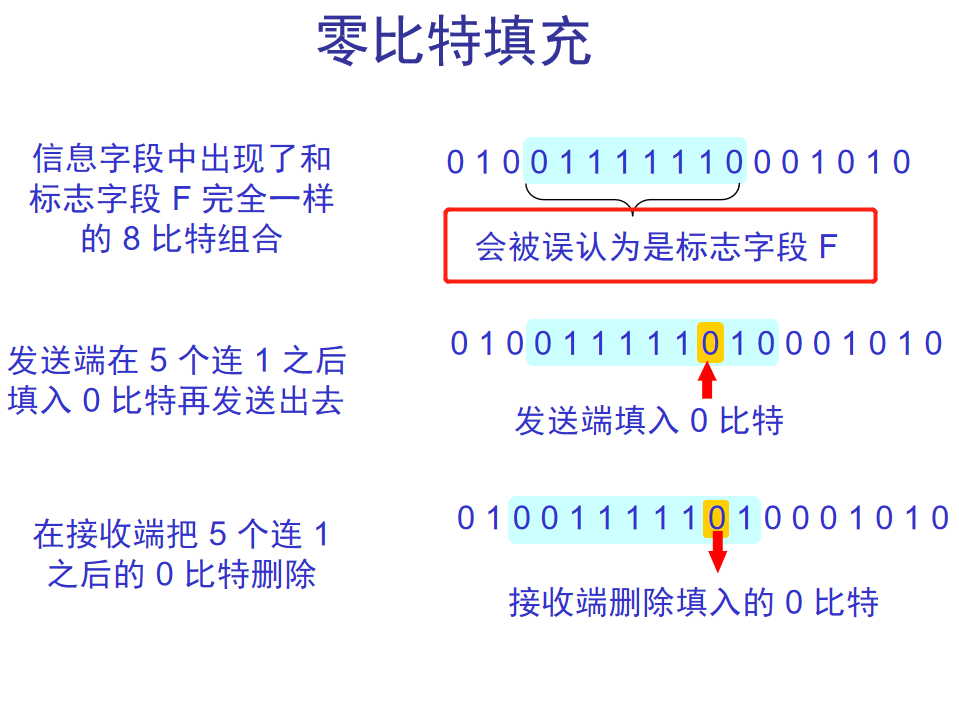 零比特填充
信息字段中出现了和
标志字段 F 完全一样
的 8 比特组合
0 1 0 0 1 1 1 1 1 1 0 0 0 1 0 1 0
会被误认为是标志字段 F
发送端在 5 个连 1 之后
填入 0 比特再发送出去
0 1 0 0 1 1 1 1 1 0 1 0 0 0 1 0 1 0
发送端填入 0 比特
在接收端把 5 个连 1
之后的 0 比特删除
0 1 0 0 1 1 1 1 1 0 1 0 0 0 1 0 1 0
接收端删除填入的 0 比特